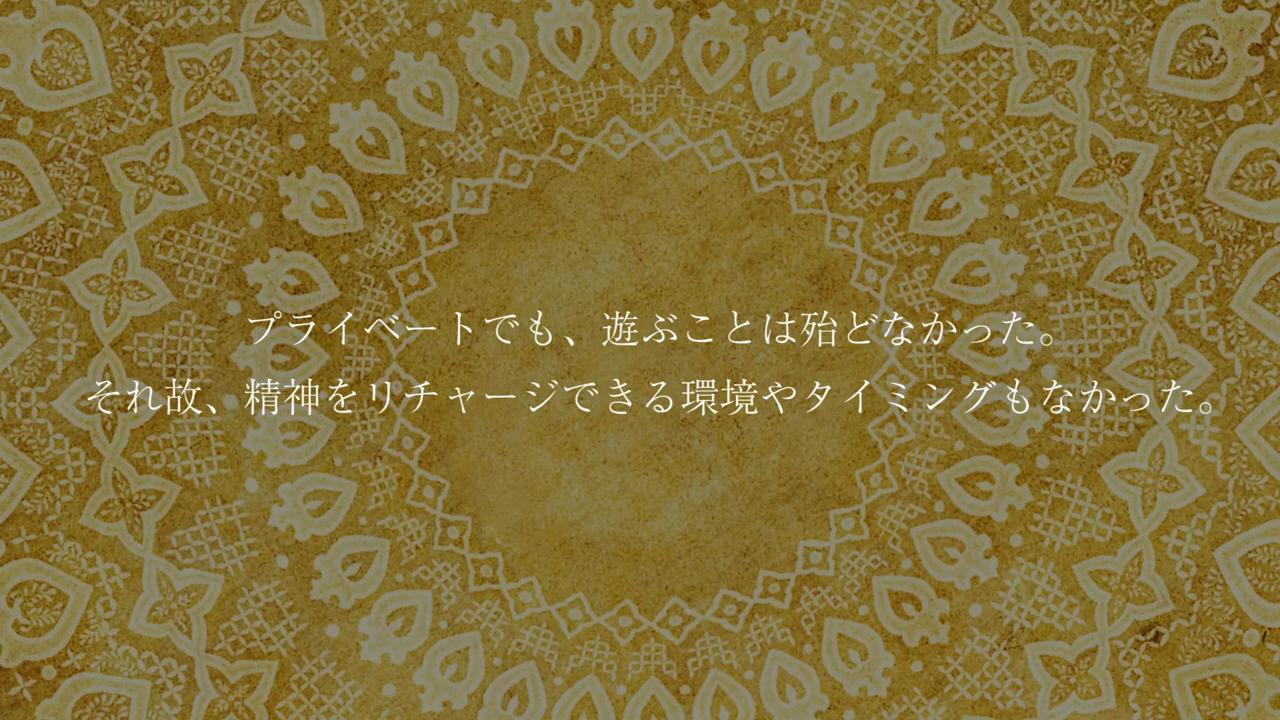 プライベートでも、遊ぶことは殆どなかった。
それ故、精神をリチャージできる環境やタイミングもなかった。